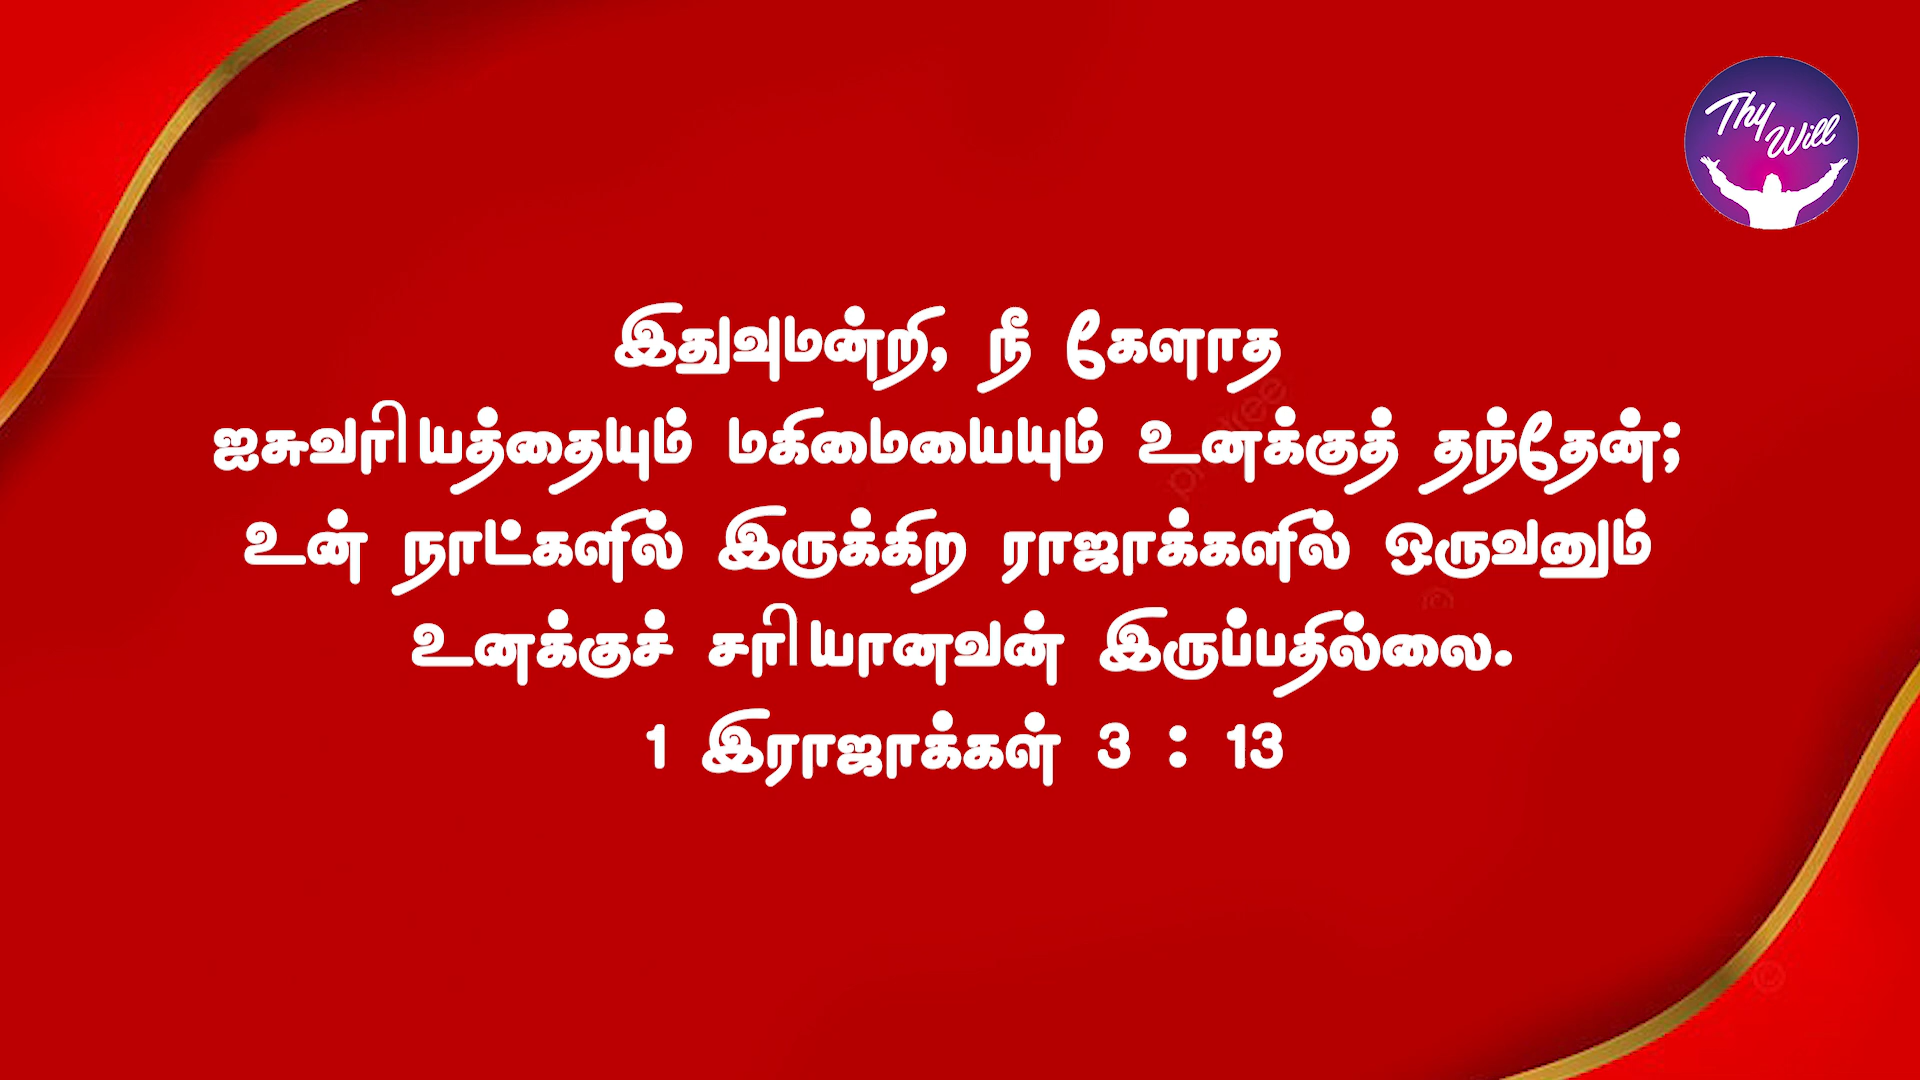 Thy
Will
இதுவுமன்றி, நீ கேளாத
ஐசுவரியத்தையும் மகிமையையும் உனக்குத் தந்தேன்;
உன் நாட்களில் இருக்கிற ராஜாக்களில் ஒருவனும்
உனக்குச் சரியானவன் இருப்பதில்லை.
1 இராஜாக்கள் 3 : 13